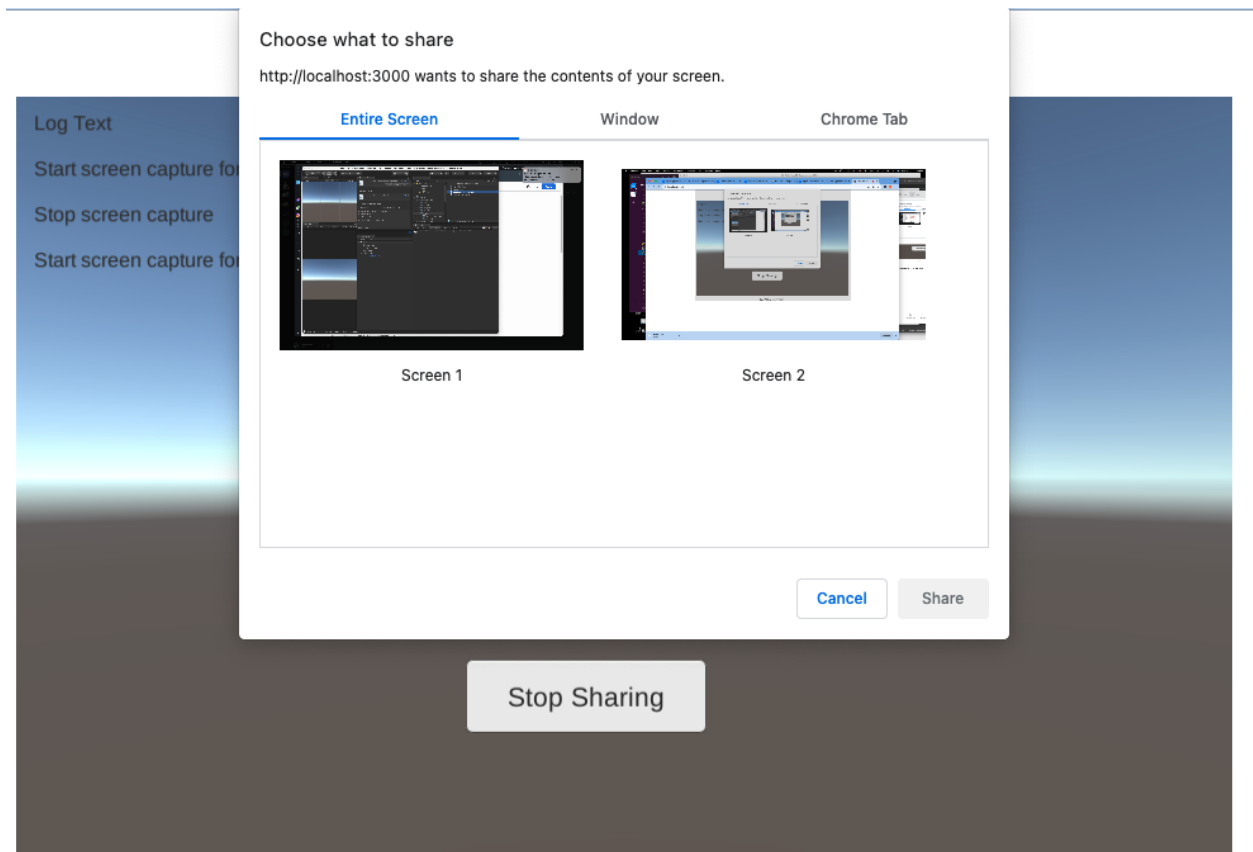 Choose what to share
http://localhost:3000 wants to share the contents of your screen.
Entire Screen
Window
Chrome Tab
Log Text
Start screen capture for
Stop screen capture
Start screen capture for
Screen 1
Screen 2
Cancel
Share
Stop Sharing